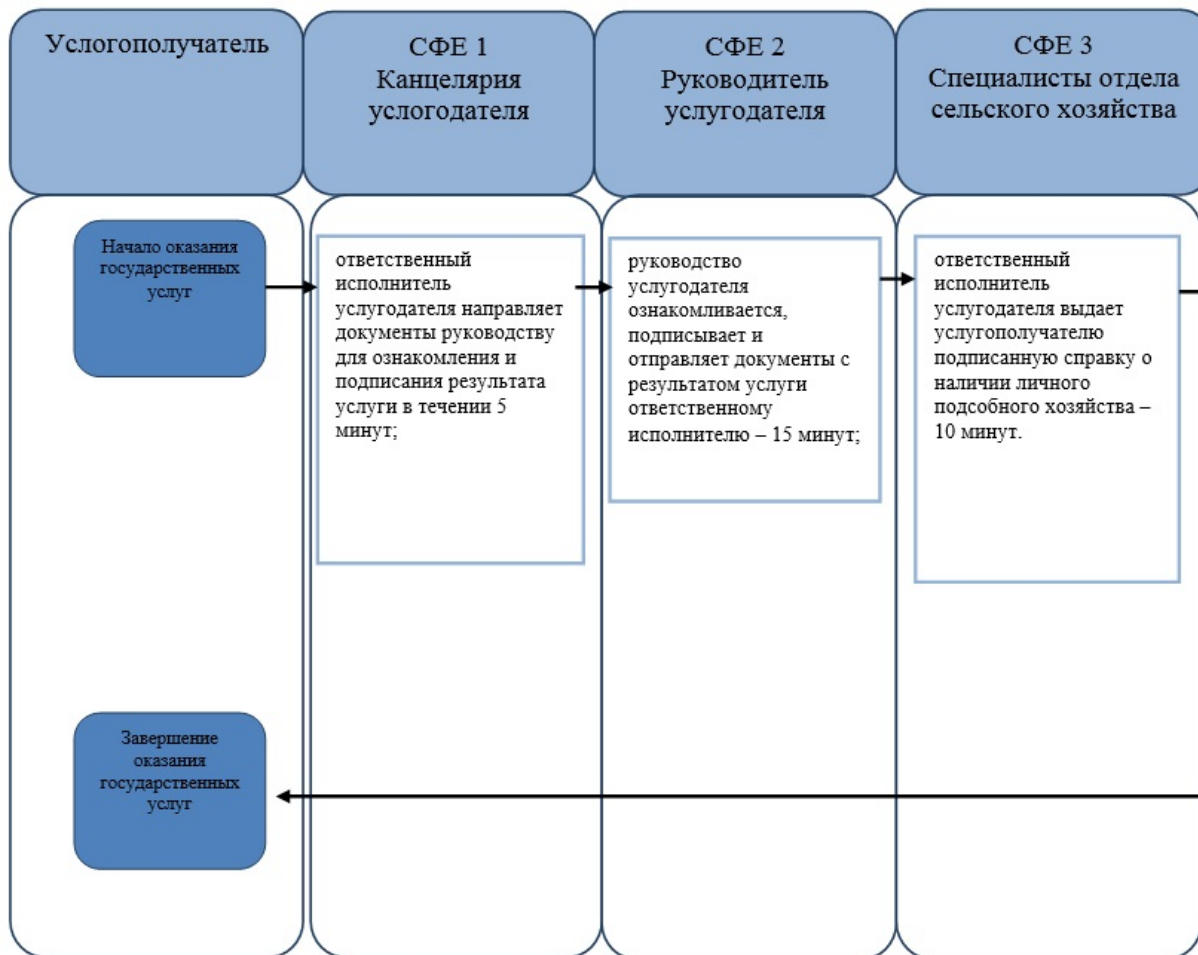 Услогополучатель
СФЕ 1
Канцелярия
услогодателя
СФЕ 2
Руководитель
услугодателя
СФЕ 3
Специалисты отдела
сельского хозяйства
Начало оказания
государственных
услуг
ответственный
исполнитель
услугодателя направляет
документы руководству
для ознакомления и
подписания результата
услуги в течении 5
минут;
руководство
услугодателя
ознакомливается,
подписывает и
отправляет документы с
результатом услуги
ответственному
исполнителю – 15 минут;
ответственный
исполнитель
услугодателя выдает
услугополучателю
подписанную справку о
наличии личного
подсобного хозяйства –
10 минут.
Завершение
оказания
государственных
услуг